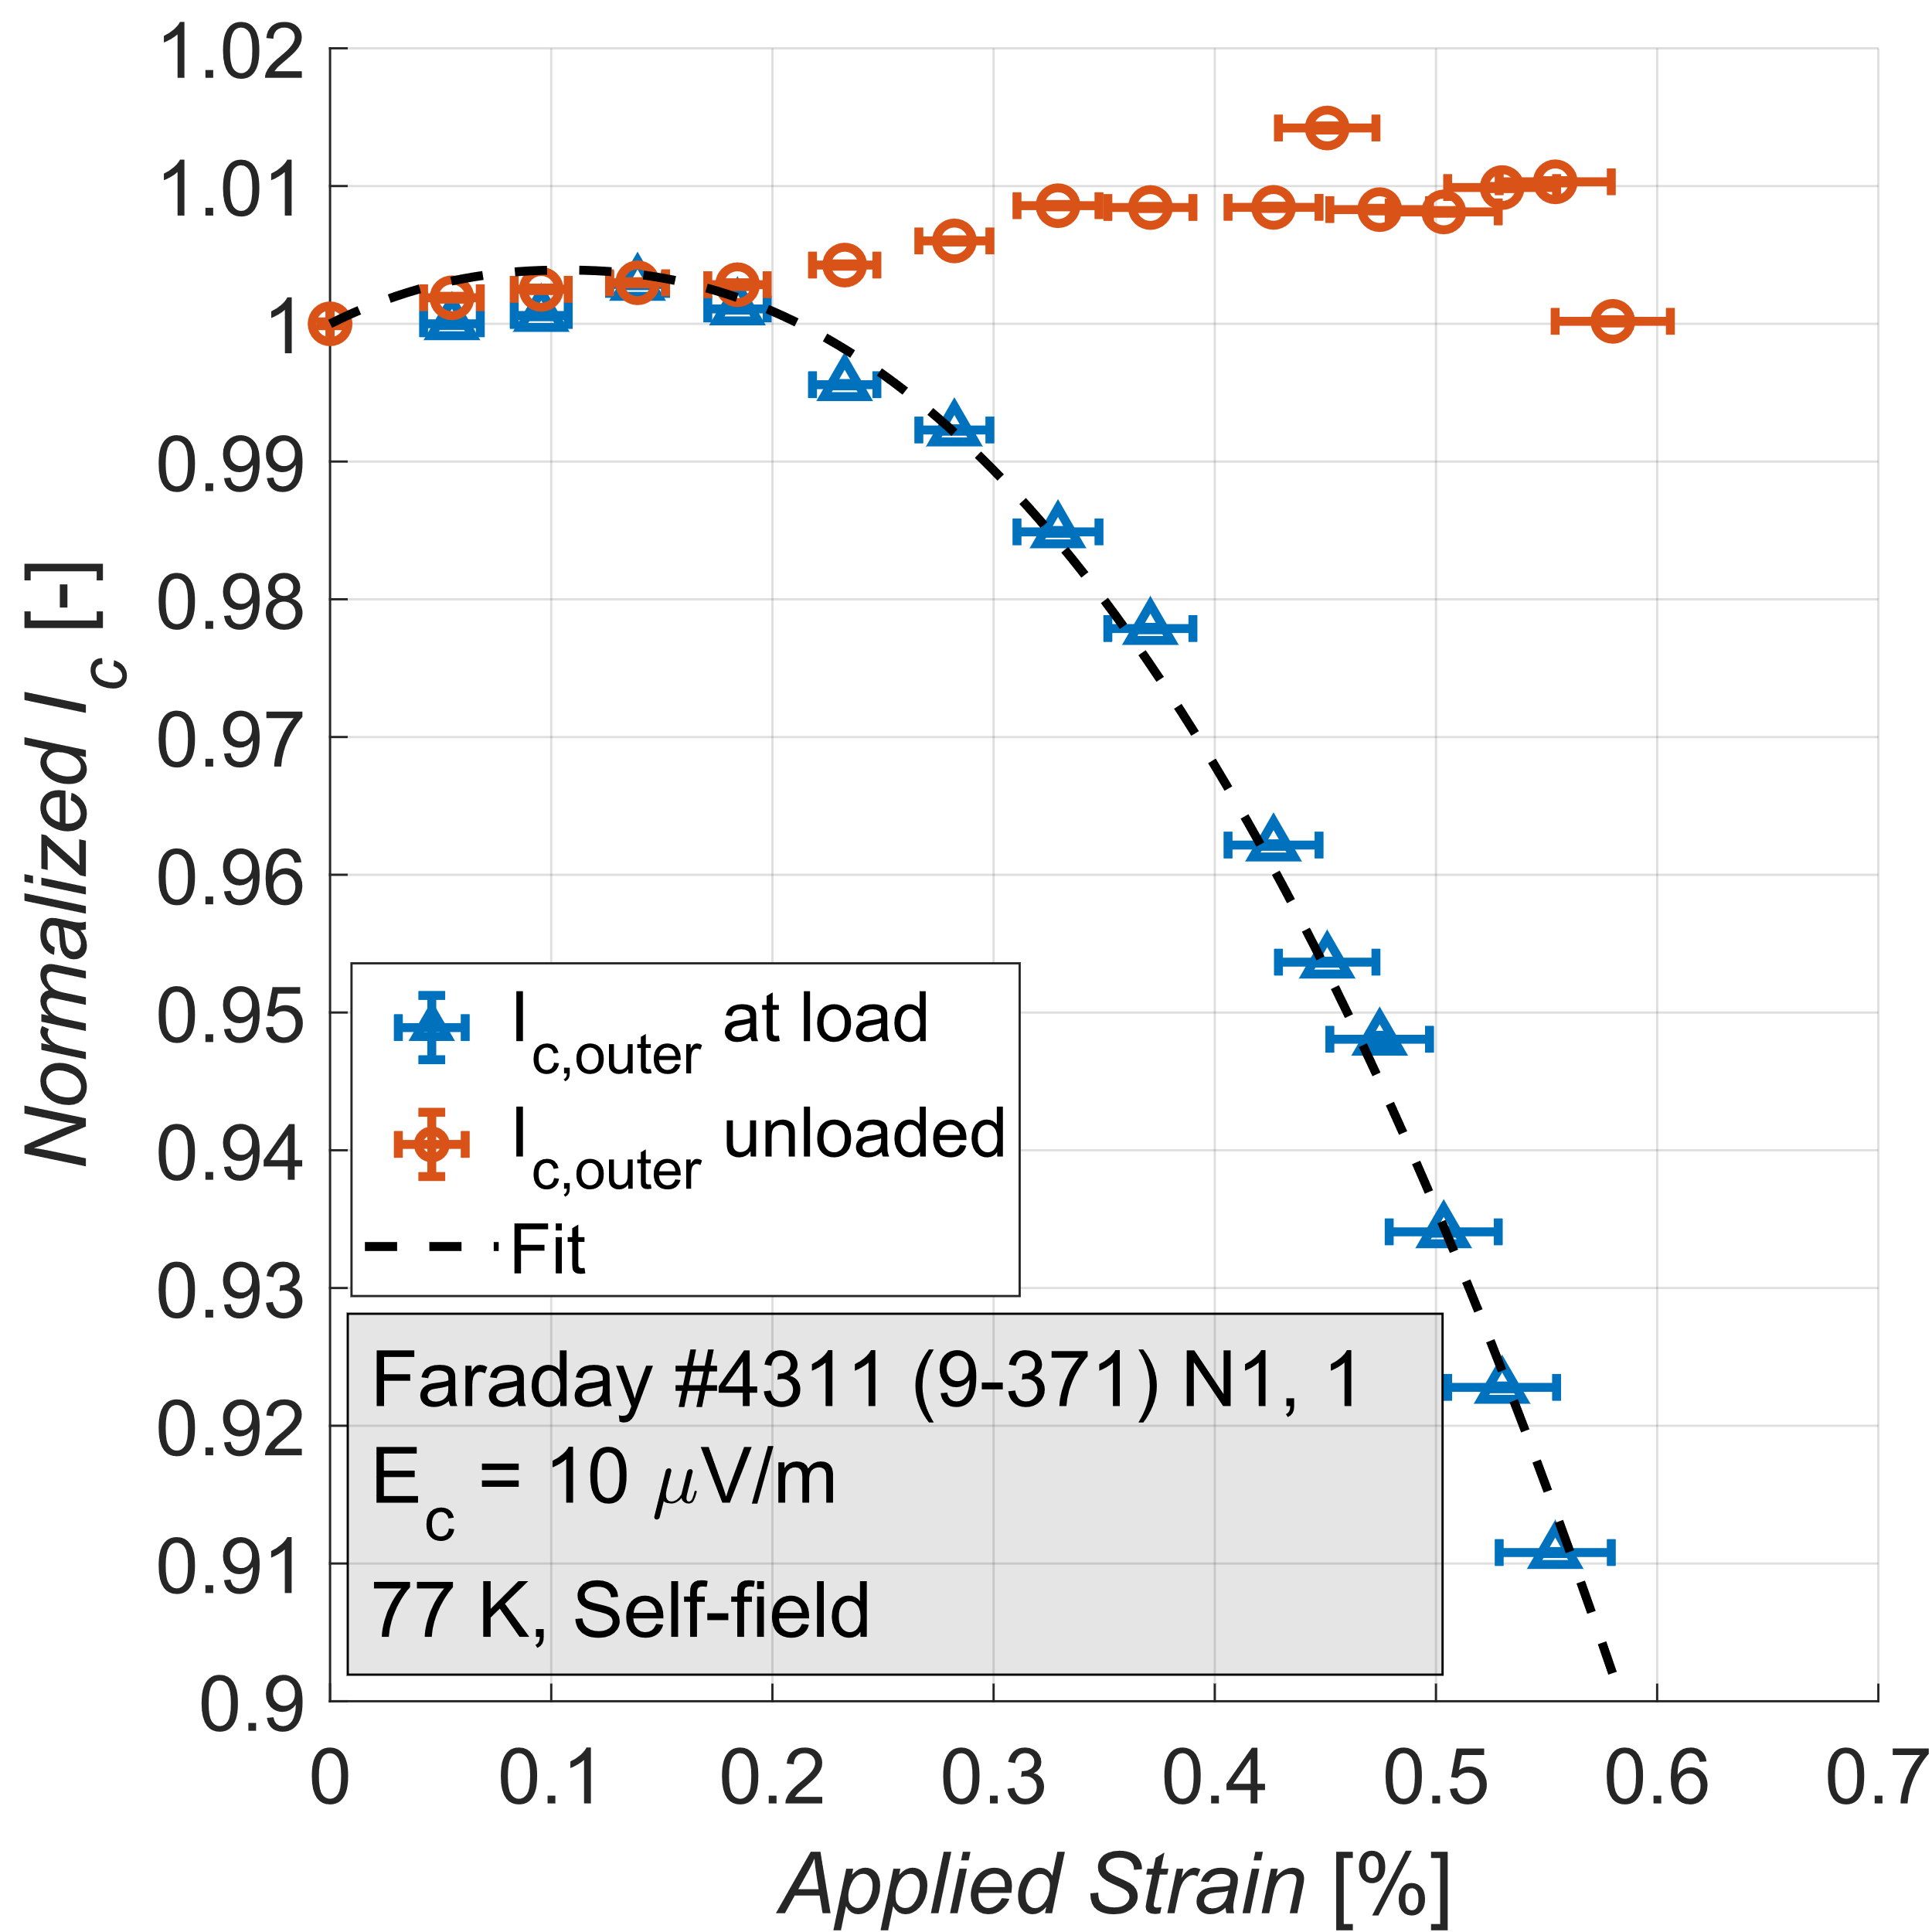 1.02
1.01
1
0.99
0.98
0.97
0.96
0.95
0.94
0.93
0.92
0.91
0.9
Normalized I_c [-]
I_c,outer at load
I_c,outer unloaded
Fit
Faraday #4311 (9-371) N1, 1
E_c = 10 μV/m
77 K, Self-field
0 0.1 0.2 0.3 0.4 0.5 0.6 0.7
Applied Strain [%]